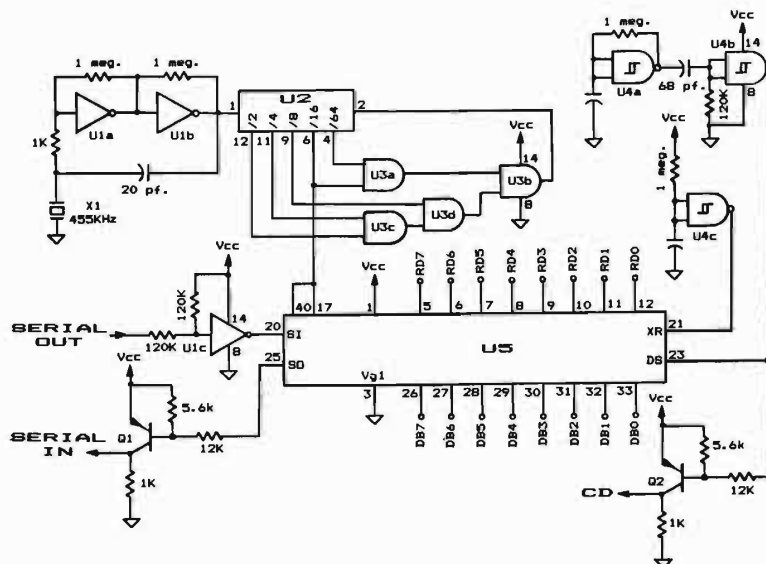 1 meg.
1 meg.
U1a
U1b
1K
20 pf.
X1
455KHz
1
U2
2
/2
/4
/8
/16
/64
12
11
9
6
4
U3a
U3b
U3c
U3d
Vcc
14
8
1 meg.
U4a
68 pf.
U4b
Vcc
14
8
120K
Vcc
1 meg.
U4c
SERIAL
OUT
120K
Vcc
120K
U1c
14
8
20
25
SI
SO
40
17
Vcc
1
RD7
RD6
RD5
RD4
RD3
RD2
RD1
RD0
5
6
7
8
9
10
11
12
U5
XR
DS
21
23
Vg1
3
26
27
28
29
30
31
32
33
DB7
DB6
DB5
DB4
DB3
DB2
DB1
DB0
Vcc
5.6k
12K
Q1
SERIAL
IN
1K
Vcc
5.6k
12K
Q2
CD
1K